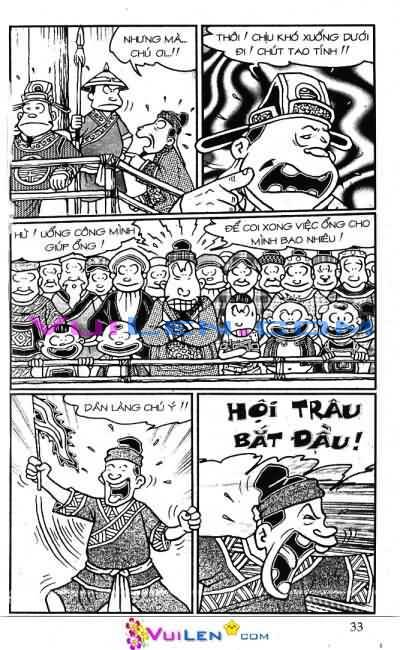 NHƯNG MÀ...
CHÚ ƠI..!!
THÔI! CHỊU KHÓ XUỐNG DƯỚI
ĐI! CHÚT TAO TÍNH!!
HỪ! UỔNG CÔNG MÌNH
GIÚP ỔNG!
ĐỂ COI XONG VIỆC ỔNG CHO
MÌNH BAO NHIÊU!
VUILEN.COM
DÂN LÀNG CHÚ Ý!!
HỘI TRÂU
BẮT ĐẦU!
33
VUILEN.COM